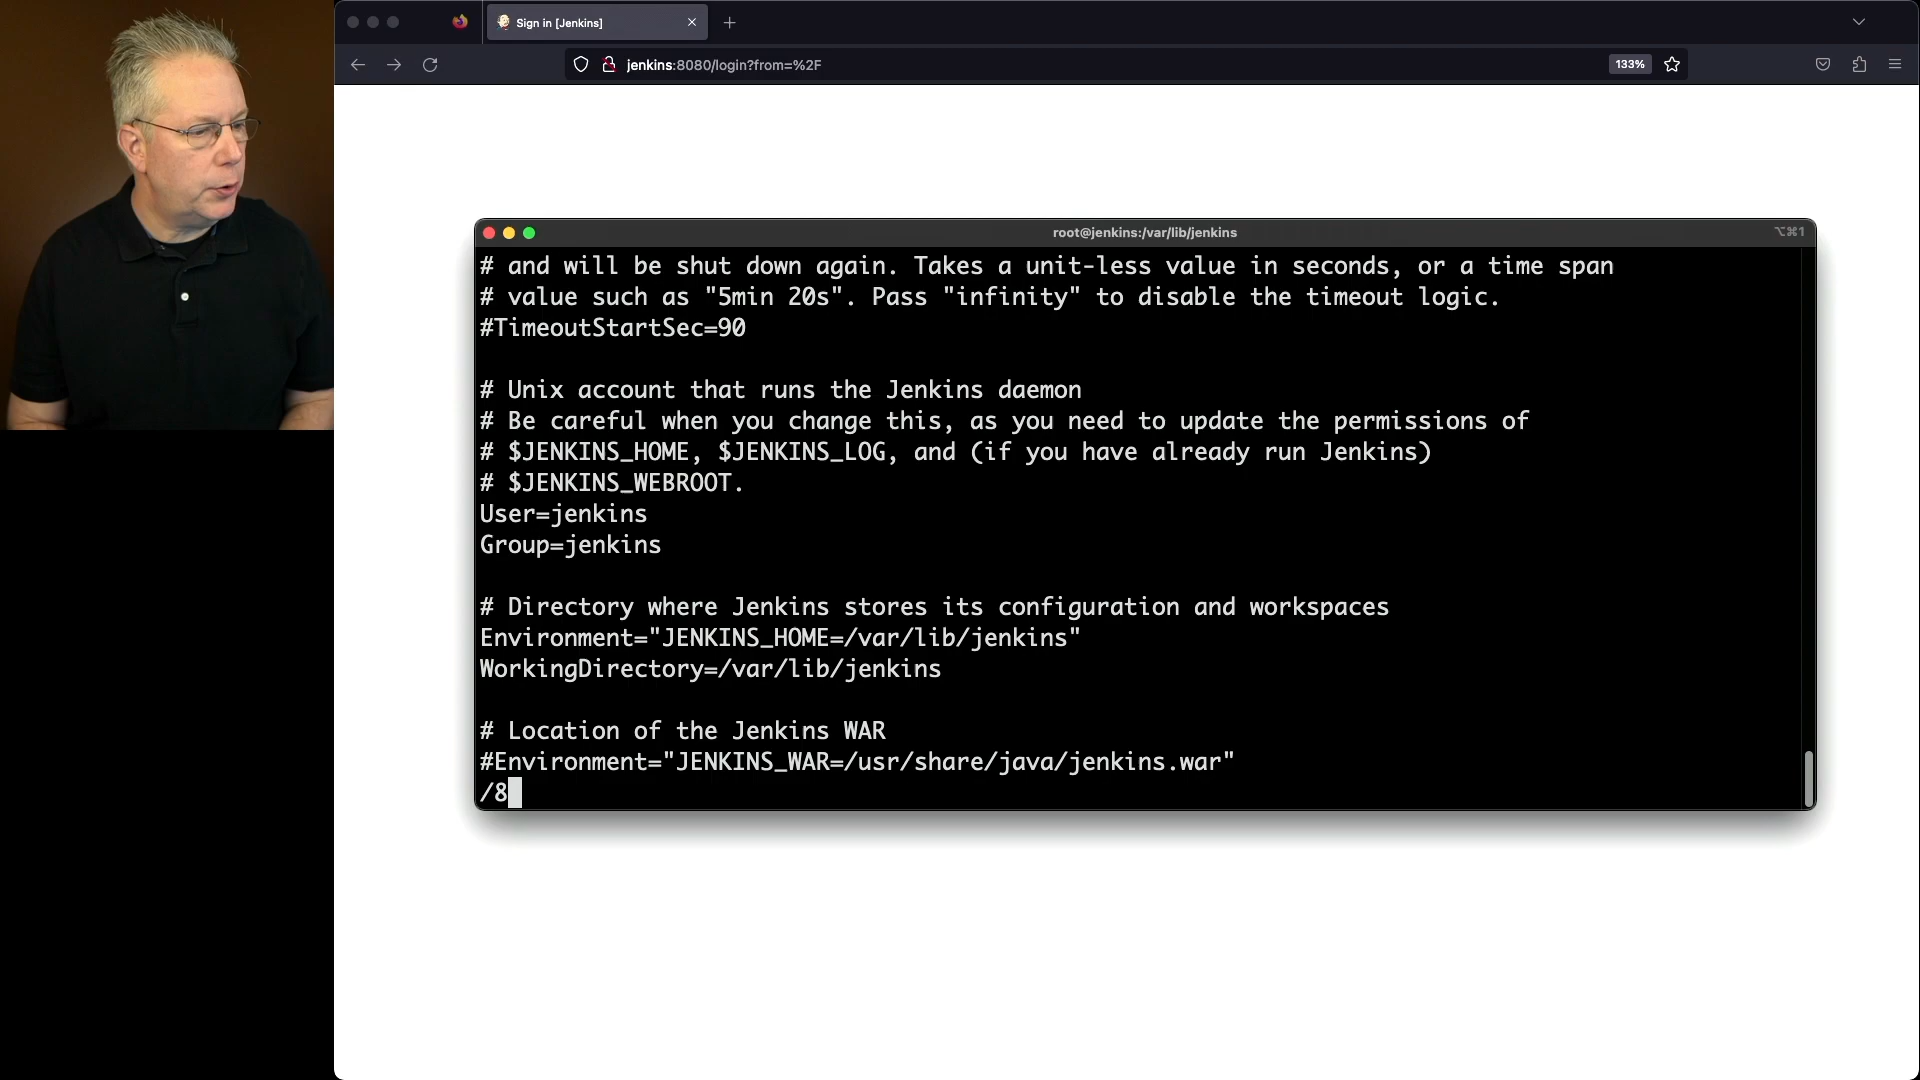 Sign in [Jenkins]
jenkins:8080/login?from=%2F
133%
root@jenkins:/var/lib/jenkins
⌥⌘1
# and will be shut down again. Takes a unit-less value in seconds, or a time span
# value such as "5min 20s". Pass "infinity" to disable the timeout logic.
#TimeoutStartSec=90
# Unix account that runs the Jenkins daemon
# Be careful when you change this, as you need to update the permissions of
# $JENKINS_HOME, $JENKINS_LOG, and (if you have already run Jenkins)
# $JENKINS_WEBROOT.
User=jenkins
Group=jenkins
# Directory where Jenkins stores its configuration and workspaces
Environment="JENKINS_HOME=/var/lib/jenkins"
WorkingDirectory=/var/lib/jenkins
# Location of the Jenkins WAR
#Environment="JENKINS_WAR=/usr/share/java/jenkins.war"
/8